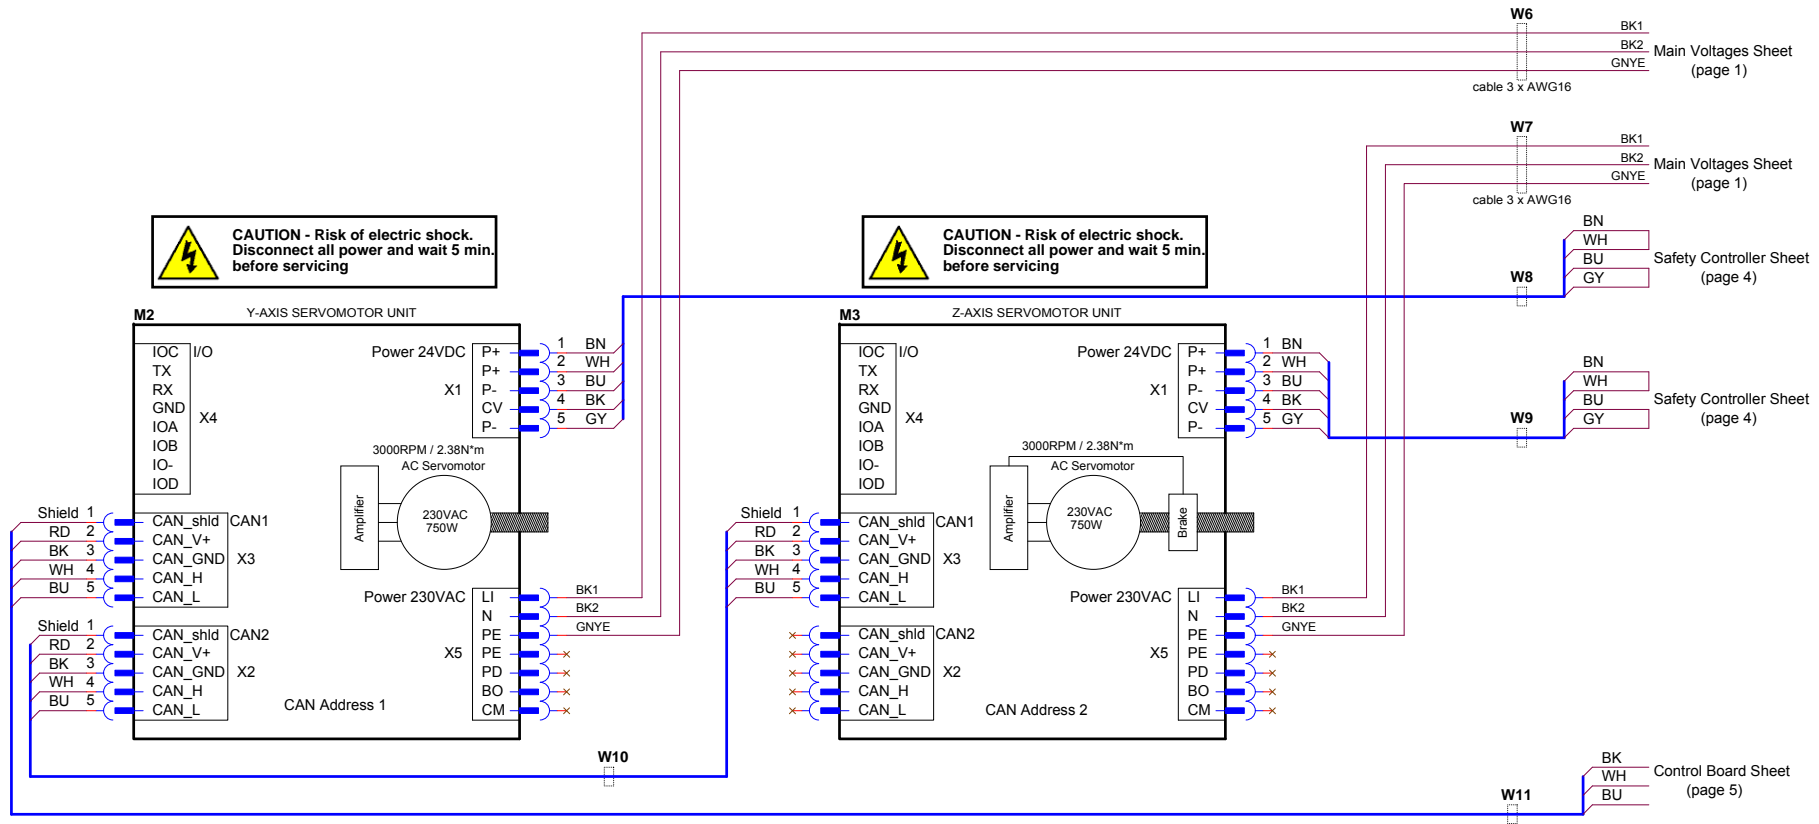 W6
BK1
BK2
GNYE
Main Voltages Sheet
(page 1)
cable 3 x AWG16
W7
BK1
BK2
GNYE
Main Voltages Sheet
(page 1)
cable 3 x AWG16
CAUTION - Risk of electric shock.
Disconnect all power and wait 5 min.
before servicing
CAUTION - Risk of electric shock.
Disconnect all power and wait 5 min.
before servicing
W8
BN
WH
BU
GY
Safety Controller Sheet
(page 4)
W9
BN
WH
BU
GY
Safety Controller Sheet
(page 4)
M2
Y-AXIS SERVOMOTOR UNIT
IOC I/O
TX
RX
GND
X4
IOA
IOB
IO-
IOD
Power 24VDC
X1
P+ 1 BN
P+ 2 WH
P- 3 BU
CV 4 BK
P- 5 GY
3000RPM / 2.38N*m
AC Servomotor
Amplifier
230VAC
750W
Shield 1 CAN_shld CAN1
RD 2 CAN_V+
BK 3 CAN_GND X3
WH 4 CAN_H
BU 5 CAN_L
Shield 1 CAN_shld CAN2
RD 2 CAN_V+
BK 3 CAN_GND X2
WH 4 CAN_H
BU 5 CAN_L
Power 230VAC
X5
LI BK1
N BK2
PE GNYE
PE
PD
BO
CM
CAN Address 1
M3
Z-AXIS SERVOMOTOR UNIT
IOC I/O
TX
RX
GND
X4
IOA
IOB
IO-
IOD
Power 24VDC
X1
P+ 1 BN
P+ 2 WH
P- 3 BU
CV 4 BK
P- 5 GY
3000RPM / 2.38N*m
AC Servomotor
Amplifier
230VAC
750W
Brake
Shield 1 CAN_shld CAN1
RD 2 CAN_V+
BK 3 CAN_GND X3
WH 4 CAN_H
BU 5 CAN_L
CAN_shld CAN2
CAN_V+
CAN_GND X2
CAN_H
CAN_L
Power 230VAC
X5
LI BK1
N BK2
PE GNYE
PE
PD
BO
CM
CAN Address 2
W10
W11
BK
WH
BU
Control Board Sheet
(page 5)